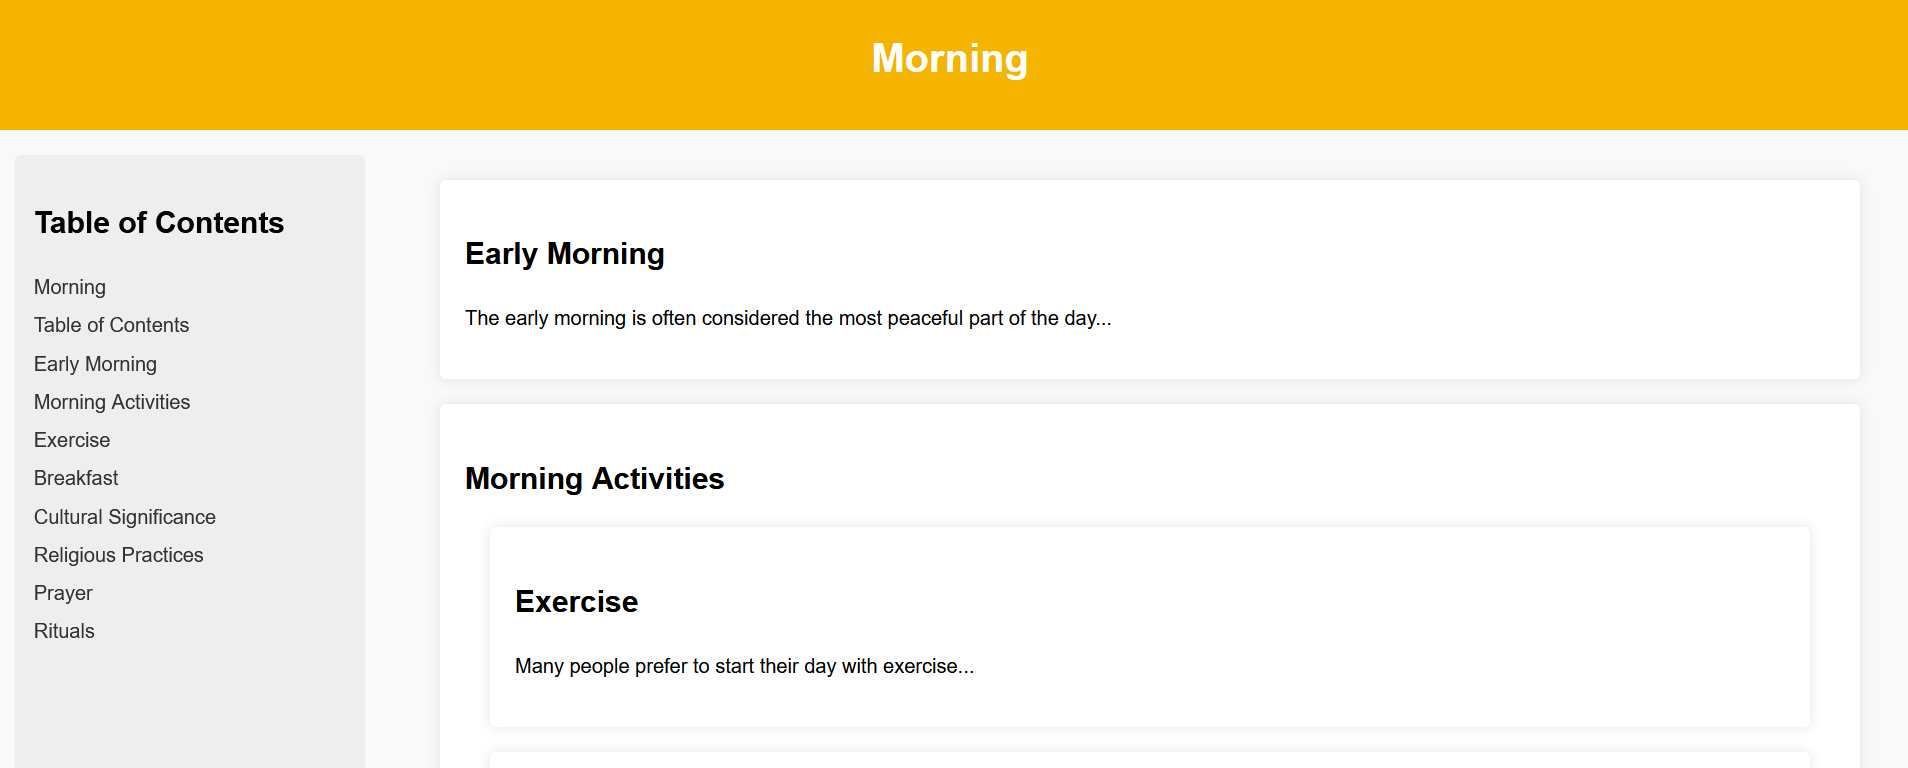 Morning
Table of Contents
Morning
Table of Contents
Early Morning
Morning Activities
Exercise
Breakfast
Cultural Significance
Religious Practices
Prayer
Rituals
Early Morning
The early morning is often considered the most peaceful part of the day...
Morning Activities
Exercise
Many people prefer to start their day with exercise...